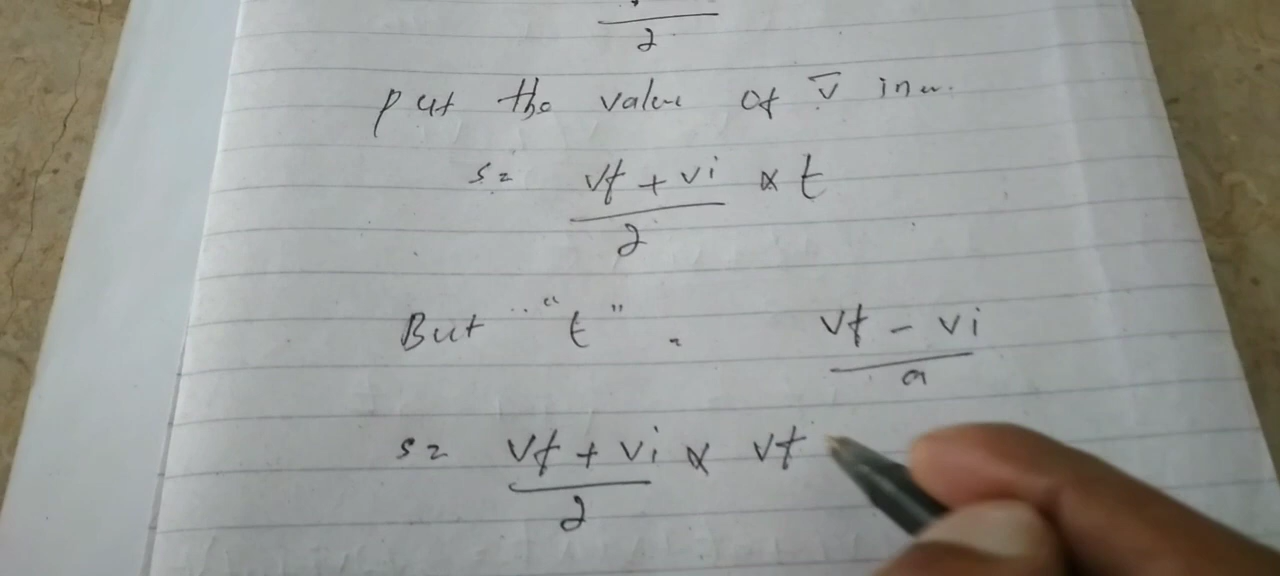 2
put the value of v̄ in
s = vf + vi × t
2
But "t" = vf - vi
a
s = vf + vi × vf
2